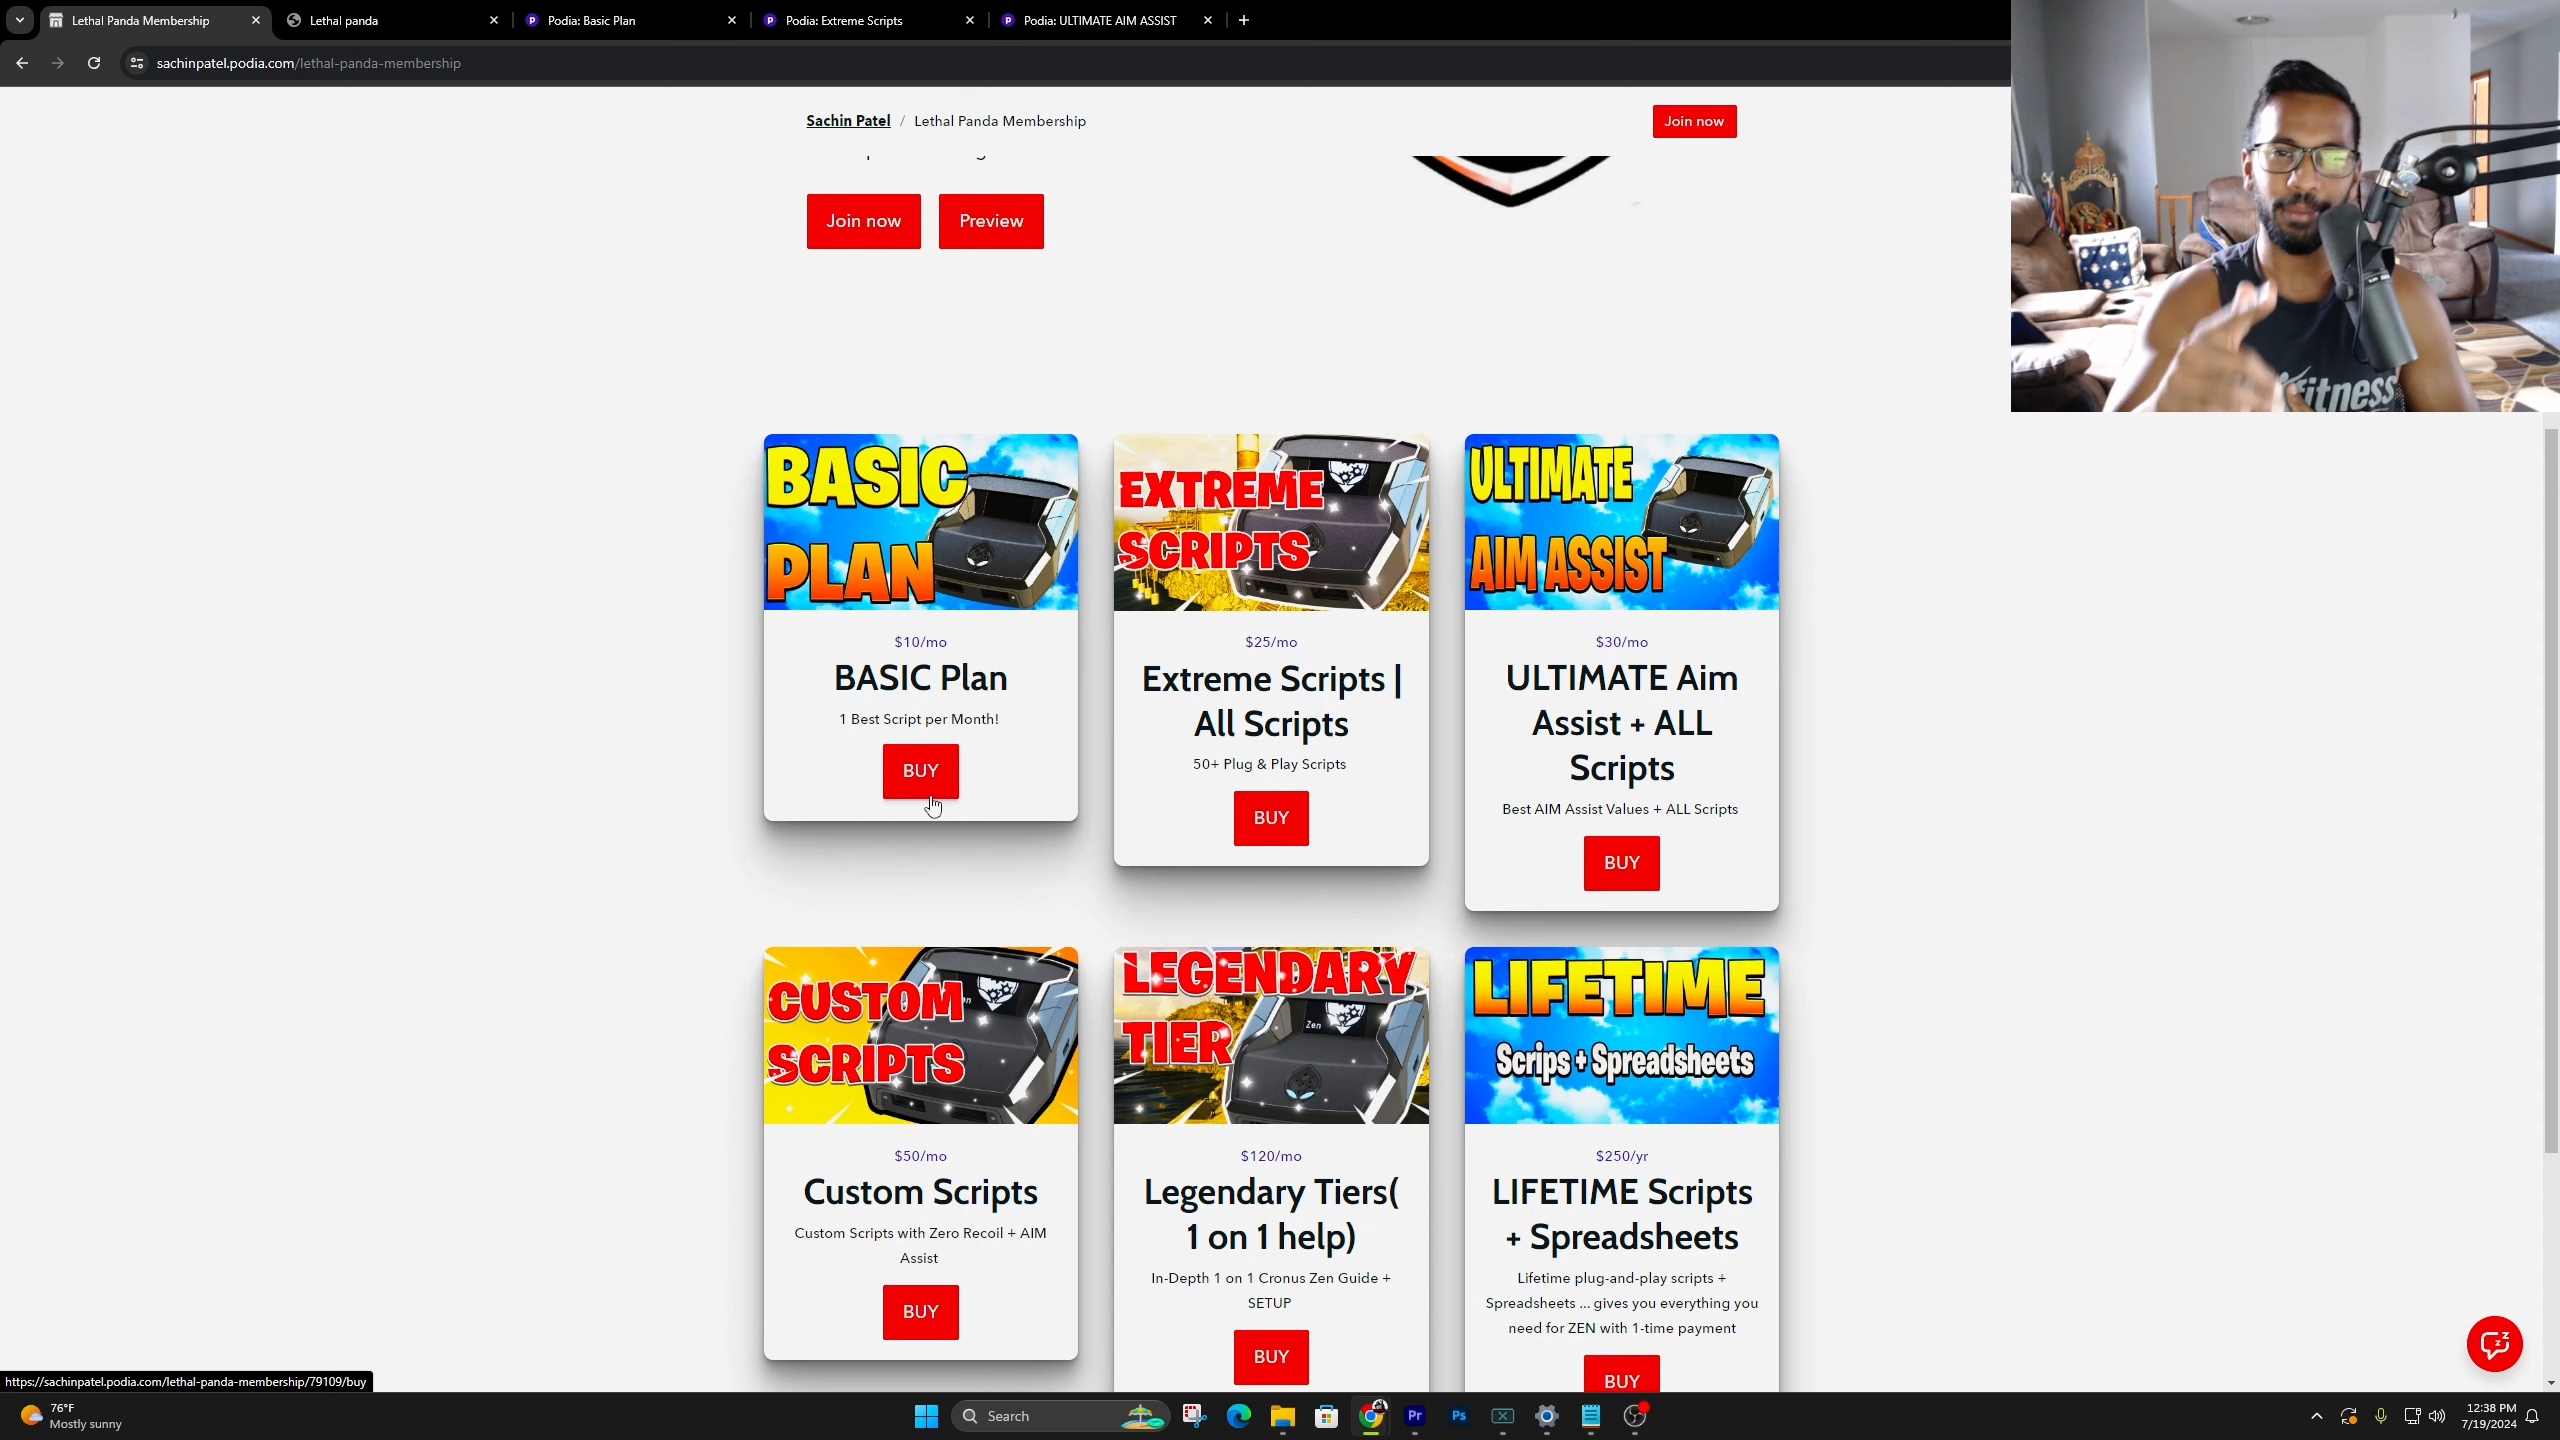 Lethal Panda Membership
Lethal panda
Podia: Basic Plan
Podia: Extreme Scripts
Podia: ULTIMATE AIM ASSIST
sachinpatel.podia.com/lethal-panda-membership
Sachin Patel / Lethal Panda Membership
Join now
Join now
Preview
fitness
BASIC
PLAN
$10/mo
BASIC Plan
1 Best Script per Month!
BUY
EXTREME
SCRIPTS
$25/mo
Extreme Scripts |
All Scripts
50+ Plug & Play Scripts
BUY
ULTIMATE
AIM ASSIST
$30/mo
ULTIMATE Aim
Assist + ALL
Scripts
Best AIM Assist Values + ALL Scripts
BUY
CUSTOM
SCRIPTS
$50/mo
Custom Scripts
Custom Scripts with Zero Recoil + AIM
Assist
BUY
LEGENDARY
TIER
Zen
$120/mo
Legendary Tiers(
1 on 1 help)
In-Depth 1 on 1 Cronus Zen Guide +
SETUP
BUY
LIFETIME
Scrips + Spreadsheets
$250/yr
LIFETIME Scripts
+ Spreadsheets
Lifetime plug-and-play scripts +
Spreadsheets ... gives you everything you
need for ZEN with 1-time payment
BUY
https://sachinpatel.podia.com/lethal-panda-membership/79109/buy
76°F
Mostly sunny
Search
Pr
Ps
12:38 PM
7/19/2024